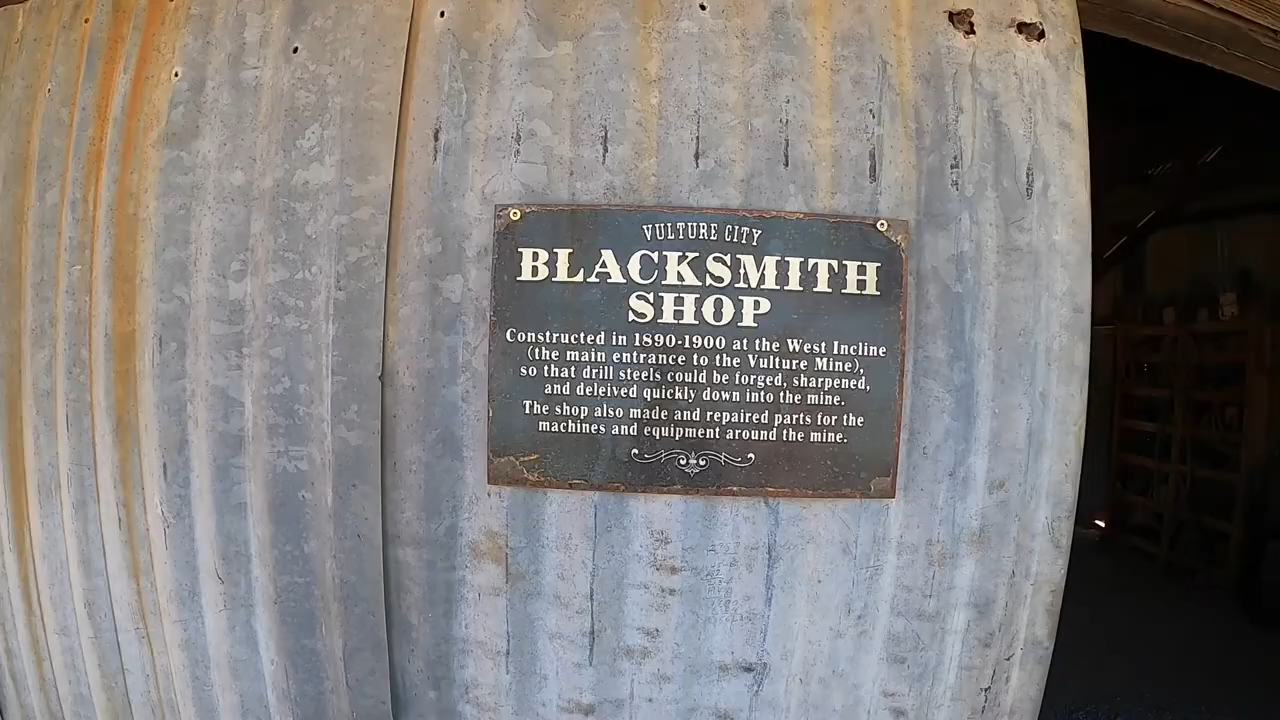 VULTURE CITY
BLACKSMITH
SHOP
Constructed in 1890-1900 at the West Incline
(the main entrance to the Vulture Mine),
so that drill steels could be forged, sharpened,
and deleived quickly down into the mine.
The shop also made and repaired parts for the
machines and equipment around the mine.